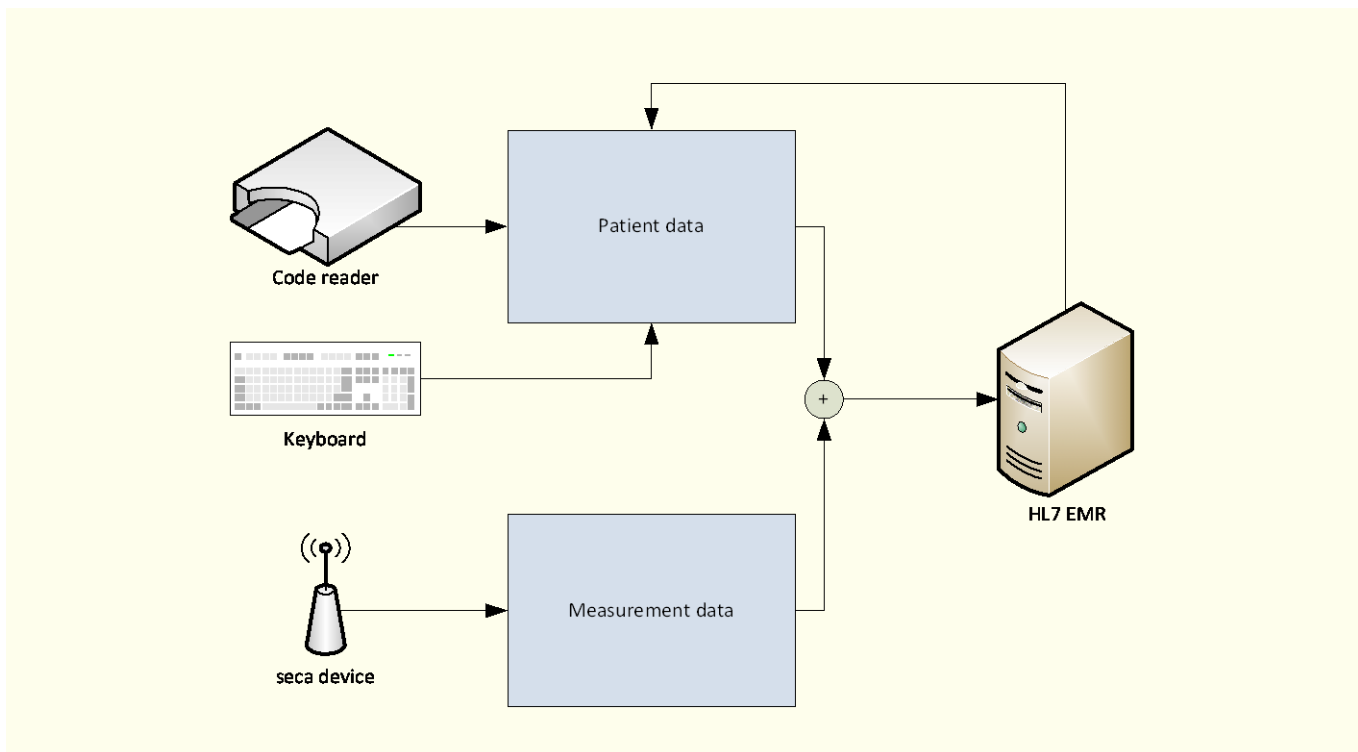 Patient data
Code reader
Keyboard
+
HL7 EMR
Measurement data
seca device